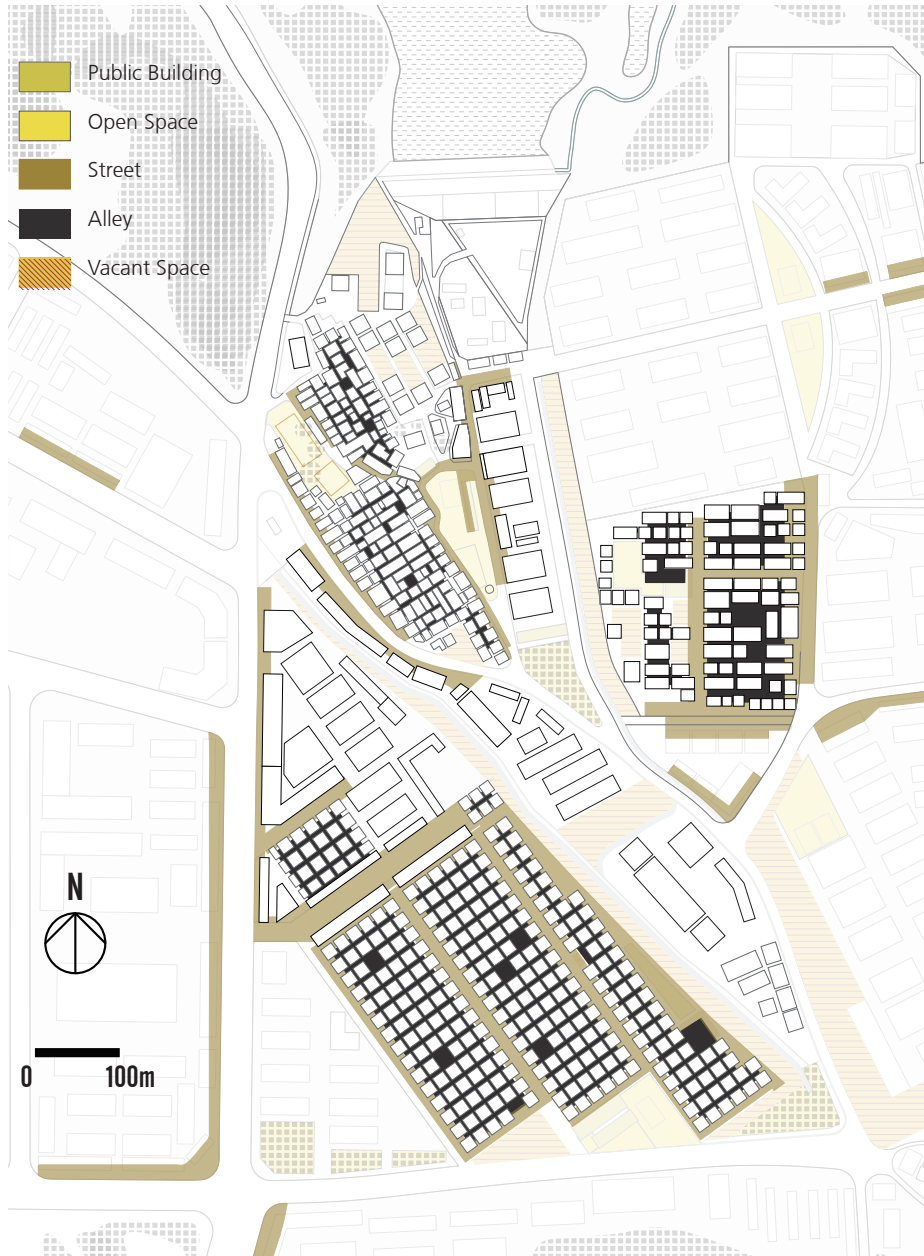 Public Building
Open Space
Street
Alley
Vacant Space
N
0 100m